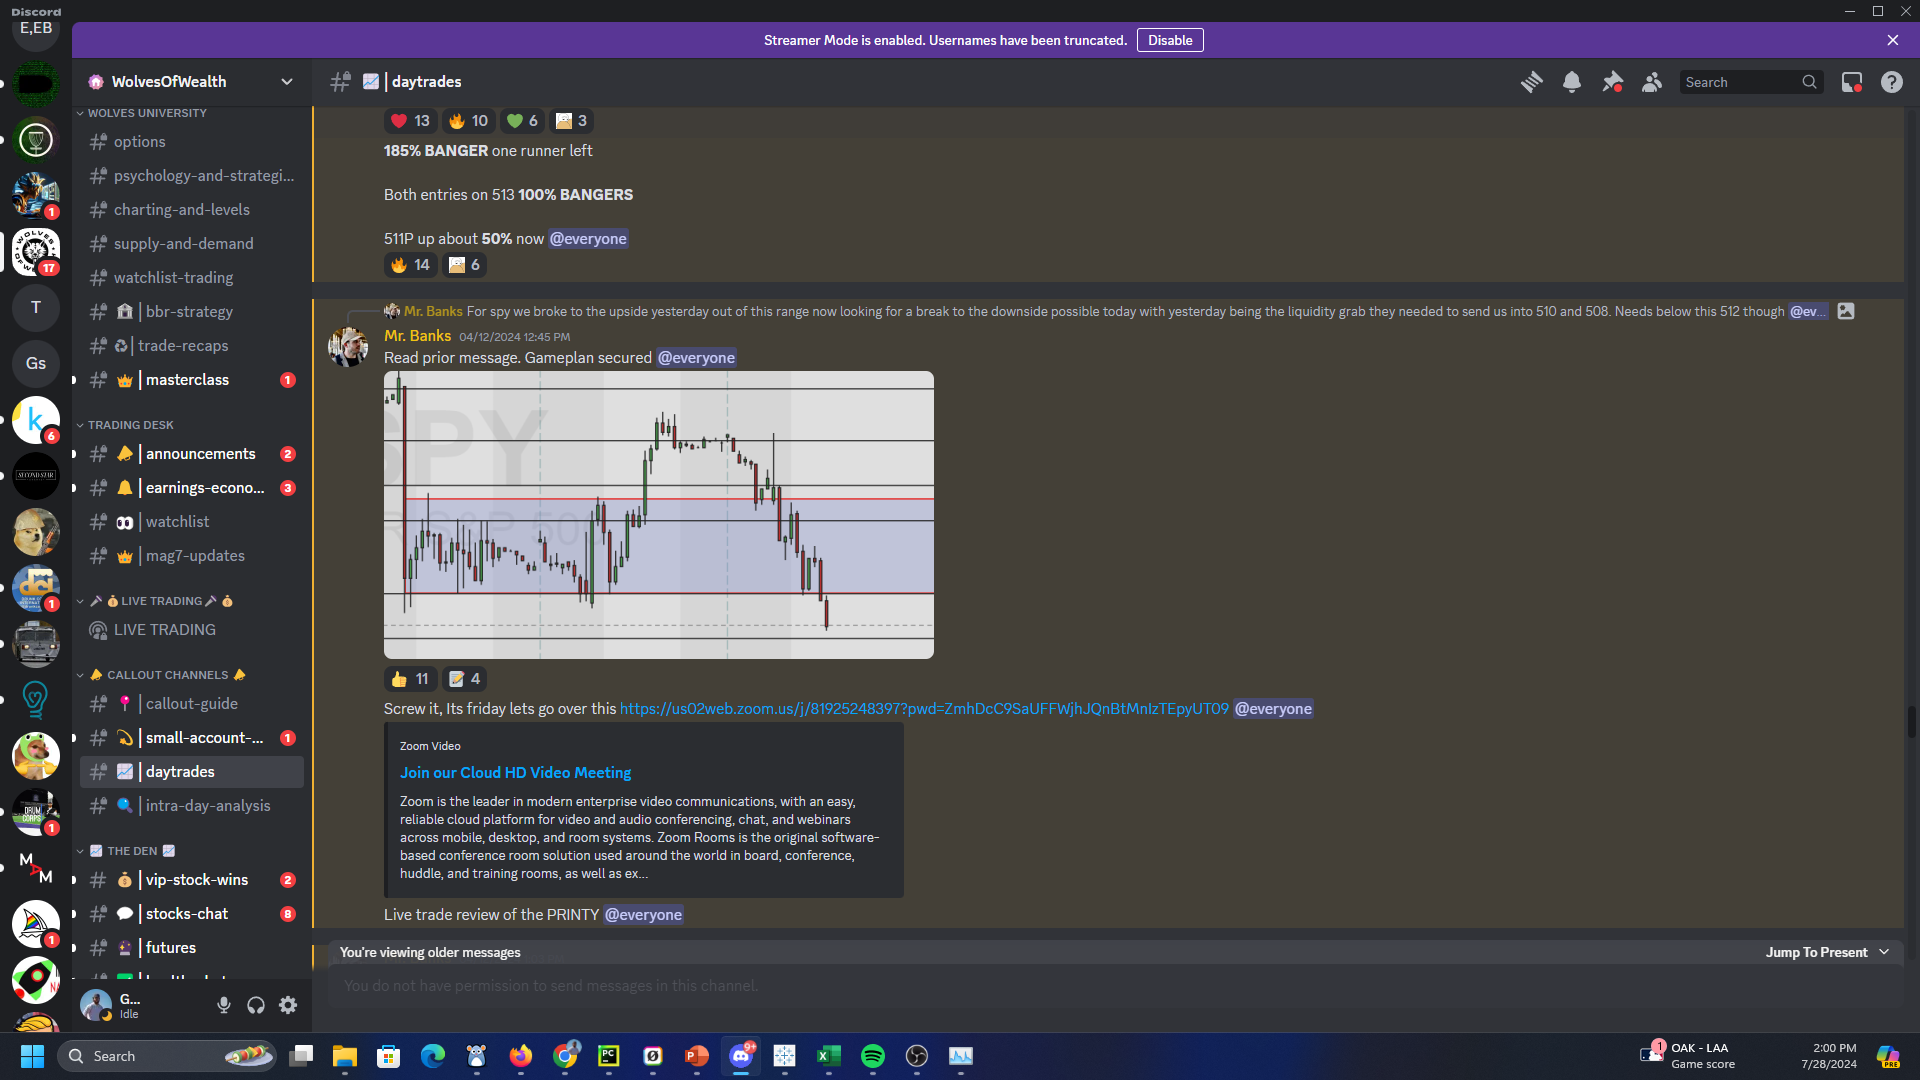 Discord
E,EB
Streamer Mode is enabled. Usernames have been truncated.
Disable
WolvesOfWealth
daytrades
Search
WOLVES UNIVERSITY
options
psychology-and-strategi...
charting-and-levels
supply-and-demand
watchlist-trading
bbr-strategy
trade-recaps
masterclass 1
TRADING DESK
announcements 2
earnings-econo... 3
watchlist
mag7-updates
LIVE TRADING
LIVE TRADING
CALLOUT CHANNELS
callout-guide
small-account-... 1
daytrades
intra-day-analysis
THE DEN
vip-stock-wins 2
stocks-chat 8
futures
1
17
T
Gs
k
6
SECOND STAR
dci
1
DRUM CORPS
1
M A M
1
G...
Idle
13 10 6 3
185% BANGER one runner left
Both entries on 513 100% BANGERS
511P up about 50% now @everyone
14 6
Mr. Banks For spy we broke to the upside yesterday out of this range now looking for a break to the downside possible today with yesterday being the liquidity grab they needed to send us into 510 and 508. Needs below this 512 though @ev...
Mr. Banks 04/12/2024 12:45 PM
Read prior message. Gameplan secured @everyone
SPY
R S&P 500
11 4
Screw it, Its friday lets go over this https://us02web.zoom.us/j/81925248397?pwd=ZmhDcC9SaUFFWjhJQnBtMnIzTEpyUT09 @everyone
Zoom Video
Join our Cloud HD Video Meeting
Zoom is the leader in modern enterprise video communications, with an easy,
reliable cloud platform for video and audio conferencing, chat, and webinars
across mobile, desktop, and room systems. Zoom Rooms is the original software-
based conference room solution used around the world in board, conference,
huddle, and training rooms, as well as ex...
Live trade review of the PRINTY @everyone
You're viewing older messages
Jump To Present
You do not have permission to send messages in this channel.
Search
PC
9+
1
OAK - LAA
Game score
2:00 PM
7/28/2024
PRE